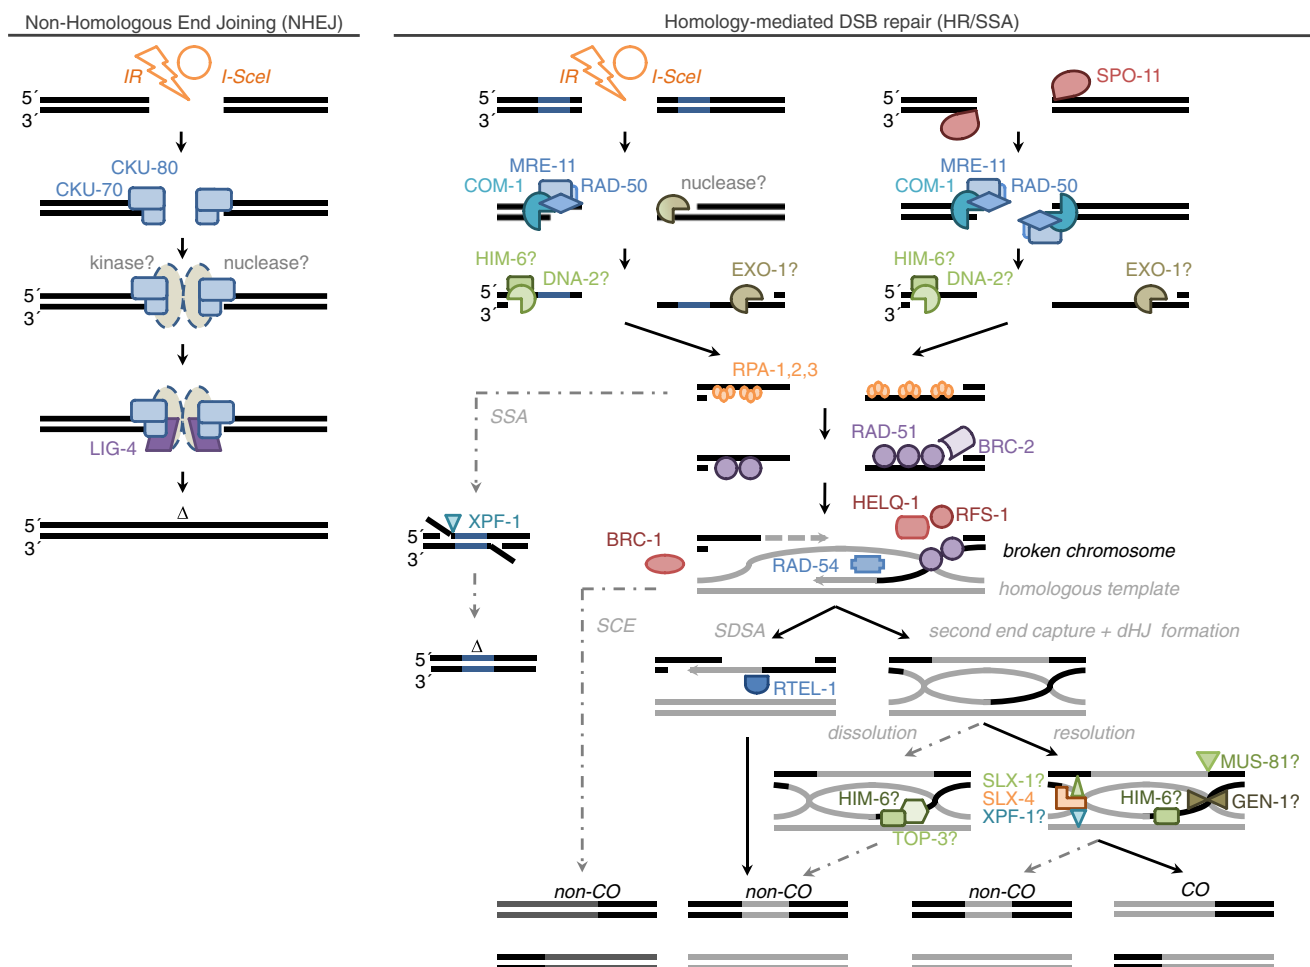 Non-Homologous End Joining (NHEJ)
Homology-mediated DSB repair (HR/SSA)
IR
I-SceI
5´
3´
CKU-80
CKU-70
kinase?
nuclease?
5´
3´
LIG-4
Δ
5´
3´
IR
I-SceI
5´
3´
SPO-11
5´
3´
MRE-11
COM-1
RAD-50
nuclease?
MRE-11
COM-1
RAD-50
HIM-6?
DNA-2?
EXO-1?
5´
3´
HIM-6?
DNA-2?
EXO-1?
5´
3´
RPA-1,2,3
SSA
RAD-51
BRC-2
XPF-1
5´
3´
HELQ-1
RFS-1
BRC-1
RAD-54
broken chromosome
homologous template
SCE
Δ
5´
3´
SDSA
second end capture + dHJ formation
RTEL-1
dissolution
resolution
HIM-6?
TOP-3?
SLX-1?
SLX-4
XPF-1?
HIM-6?
MUS-81?
GEN-1?
non-CO
non-CO
non-CO
CO